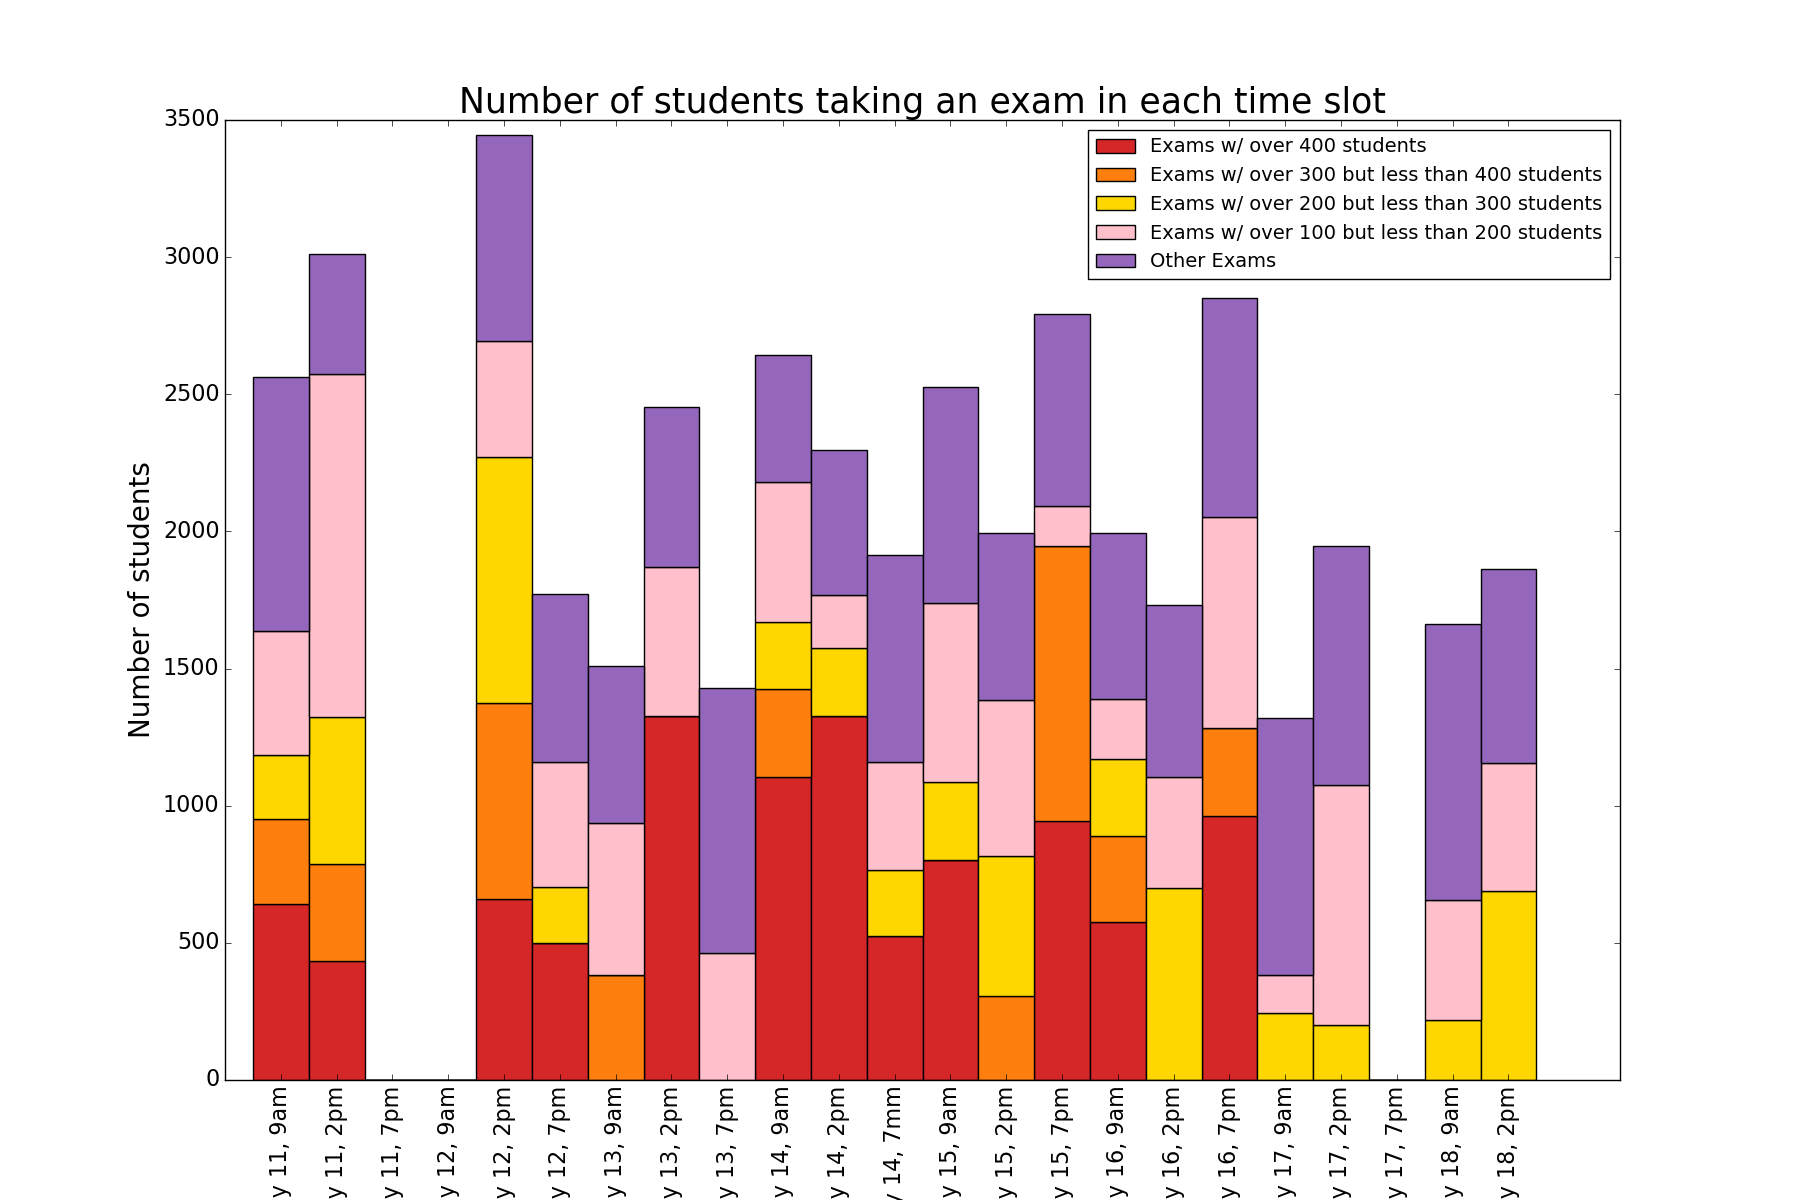 Number of students taking an exam in each time slot
Number of students
3500
3000
2500
2000
1500
1000
500
0
Exams w/ over 400 students
Exams w/ over 300 but less than 400 students
Exams w/ over 200 but less than 300 students
Exams w/ over 100 but less than 200 students
Other Exams
y 11, 9am
y 11, 2pm
y 11, 7pm
y 12, 9am
y 12, 2pm
y 12, 7pm
y 13, 9am
y 13, 2pm
y 13, 7pm
y 14, 9am
y 14, 2pm
y 14, 7mm
y 15, 9am
y 15, 2pm
y 15, 7pm
y 16, 9am
y 16, 2pm
y 16, 7pm
y 17, 9am
y 17, 2pm
y 17, 7pm
y 18, 9am
y 18, 2pm